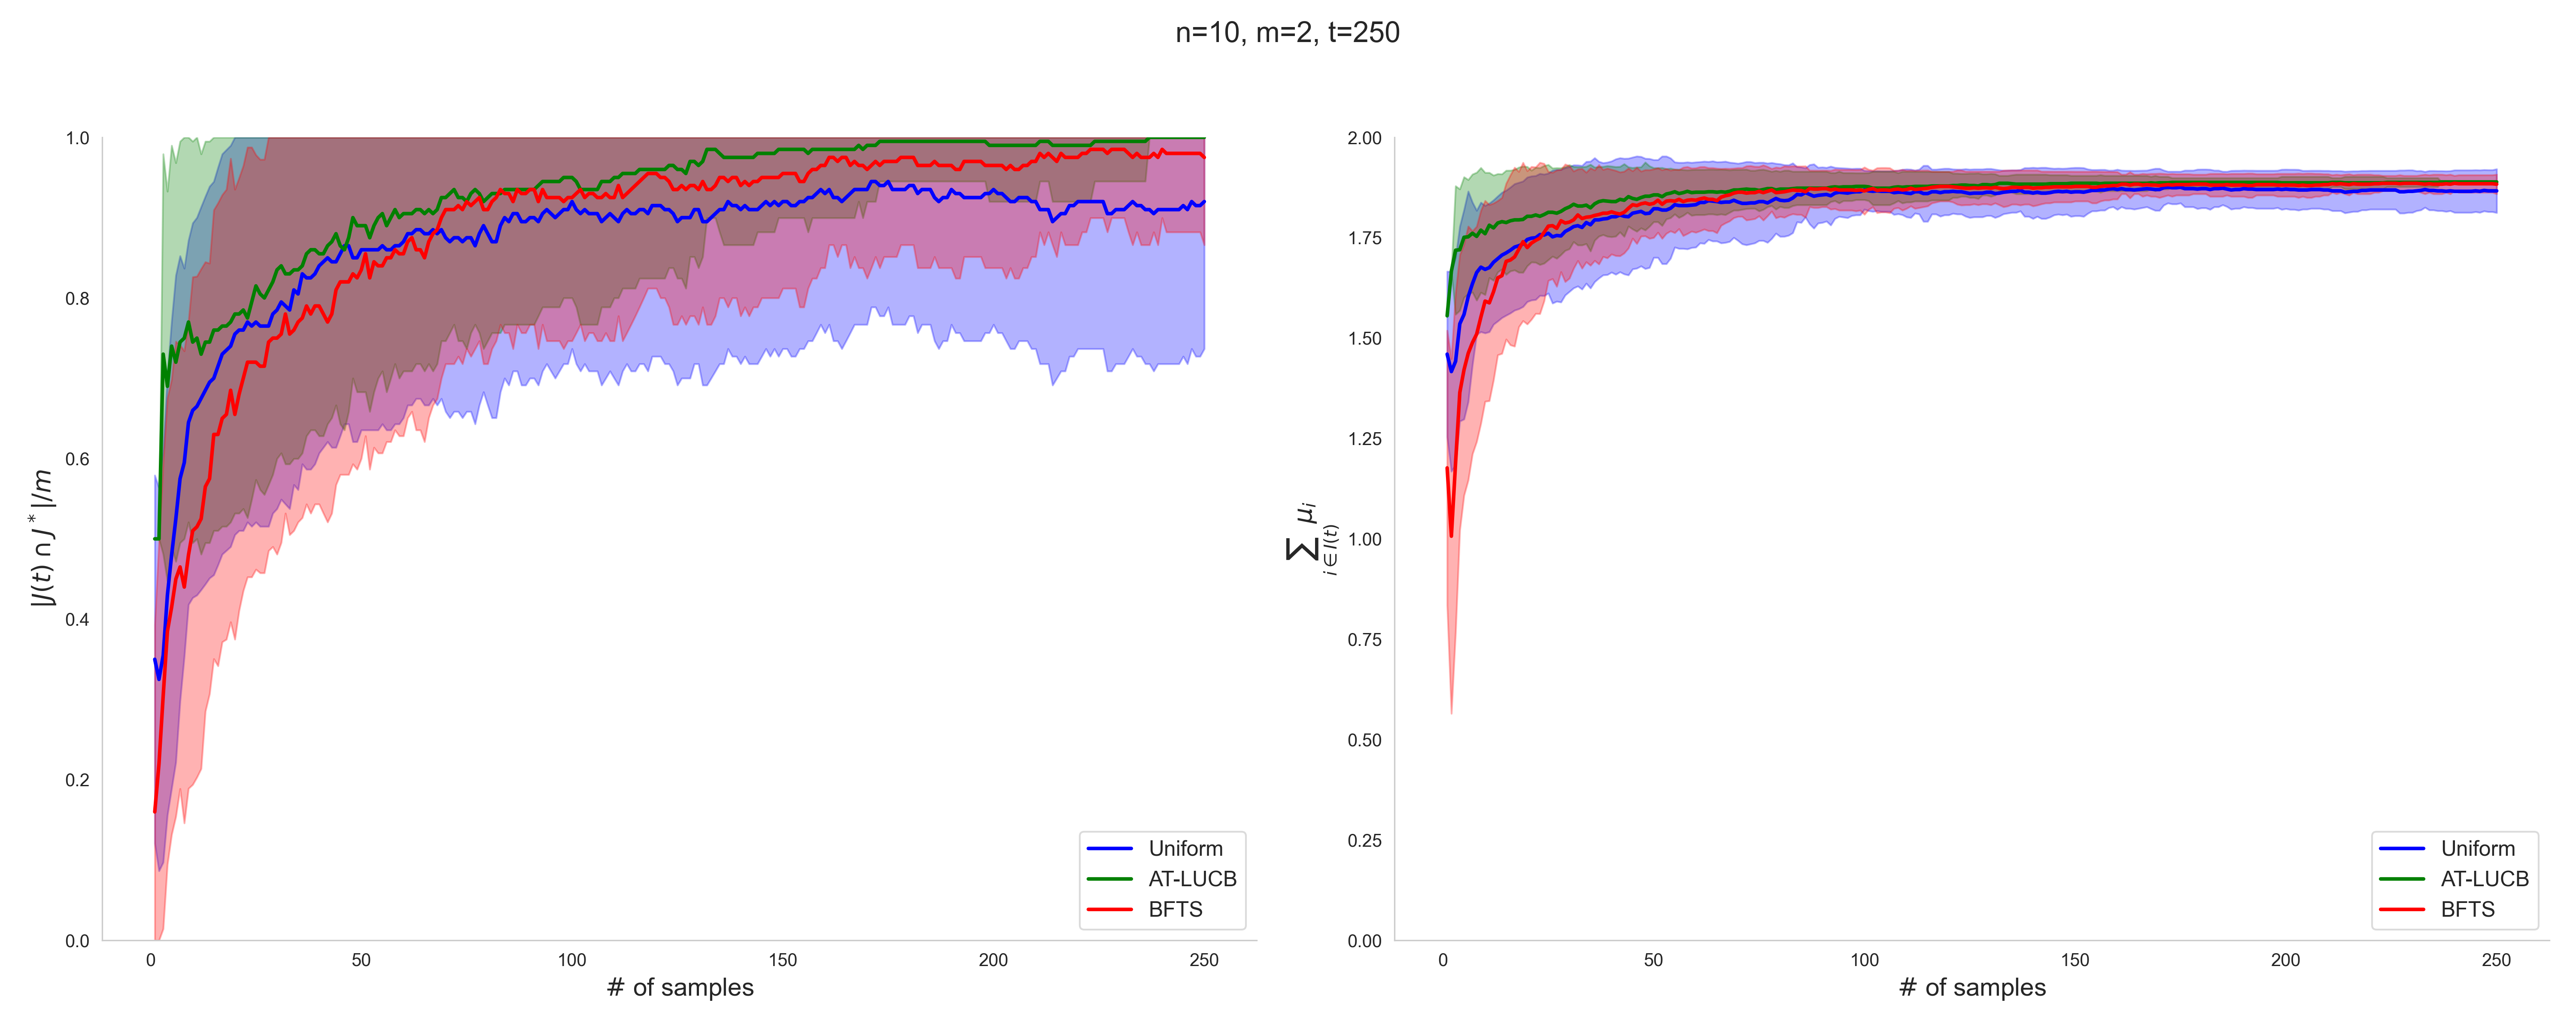 n=10, m=2, t=250
|J(t) ∩ J*|/m
1.0
0.8
0.6
0.4
0.2
0.0
0 50 100 150 200 250
# of samples
Uniform
AT-LUCB
BFTS
∑ μi
i∈I(t)
2.00
1.75
1.50
1.25
1.00
0.75
0.50
0.25
0.00
0 50 100 150 200 250
# of samples
Uniform
AT-LUCB
BFTS